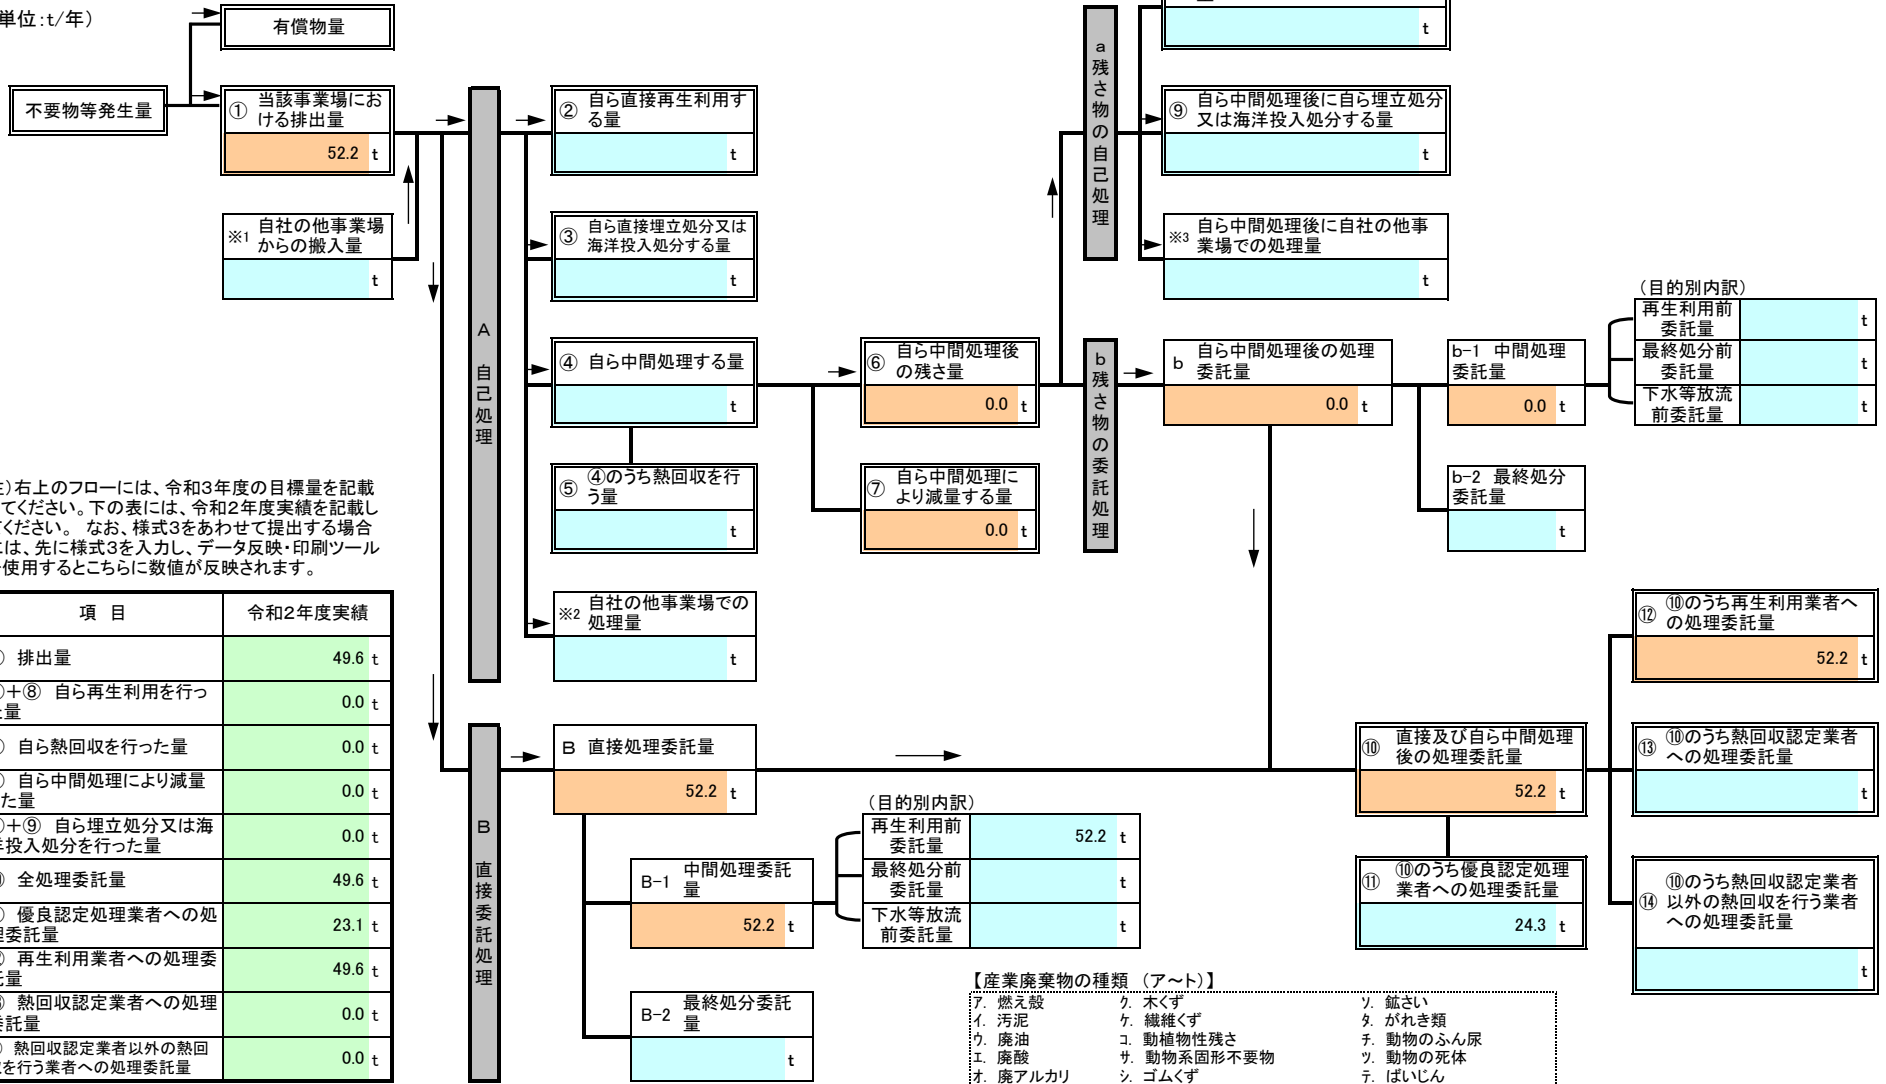 単位:t/年）
有償物量
不要物等発生量
① 当該事業場にお
ける排出量
52.2 t
※1 自社の他事業場
からの搬入量
t
A 自己処理
② 自ら直接再生利用す
る量
t
③ 自ら直接埋立処分又は
海洋投入処分する量
t
④ 自ら中間処理する量
t
⑤ ④のうち熱回収を行
う量
t
※2 自社の他事業場での
処理量
t
⑥ 自ら中間処理後
の残さ量
0.0 t
⑦ 自ら中間処理に
より減量する量
0.0 t
a 残さ物の自己処理
t
⑨ 自ら中間処理後に自ら埋立処分
又は海洋投入処分する量
t
※3 自ら中間処理後に自社の他事
業場での処理量
t
b 残さ物の委託処理
b 自ら中間処理後の処理
委託量
0.0 t
b-1 中間処理
委託量
0.0 t
b-2 最終処分
委託量
t
（目的別内訳）
再生利用前
委託量 t
最終処分前
委託量 t
下水等放流
前委託量 t
）右上のフローには、令和3年度の目標量を記載
てください。下の表には、令和2年度実績を記載し
ください。 なお、様式3をあわせて提出する場合
は、先に様式3を入力し、データ反映・印刷ツール
使用するとこちらに数値が反映されます。
項 目 令和2年度実績
) 排出量 49.6 t
)+⑧ 自ら再生利用を行っ
量 0.0 t
) 自ら熱回収を行った量 0.0 t
) 自ら中間処理により減量
た量 0.0 t
)+⑨ 自ら埋立処分又は海
投入処分を行った量 0.0 t
) 全処理委託量 49.6 t
) 優良認定処理業者への処
委託量 23.1 t
) 再生利用業者への処理委
量 49.6 t
) 熱回収認定業者への処理
託量 0.0 t
) 熱回収認定業者以外の熱回
を行う業者への処理委託量 0.0 t
B 直接委託処理
B 直接処理委託量
52.2 t
B-1 中間処理委託
量
52.2 t
B-2 最終処分委託
量
t
（目的別内訳）
再生利用前
委託量 52.2 t
最終処分前
委託量 t
下水等放流
前委託量 t
⑩ 直接及び自ら中間処理
後の処理委託量
52.2 t
⑪ ⑩のうち優良認定処理
業者への処理委託量
24.3 t
⑫ ⑩のうち再生利用業者へ
の処理委託量
52.2 t
⑬ ⑩のうち熱回収認定業者
への処理委託量
t
⑭ ⑩のうち熱回収認定業者
以外の熱回収を行う業者
への処理委託量
t
【産業廃棄物の種類 （ア～ト）】
ア. 燃え殻 ク. 木くず ソ. 鉱さい
イ. 汚泥 ケ. 繊維くず タ. がれき類
ウ. 廃油 コ. 動植物性残さ チ. 動物のふん尿
エ. 廃酸 サ. 動物系固形不要物 ツ. 動物の死体
オ. 廃アルカリ シ. ゴムくず テ. ばいじん